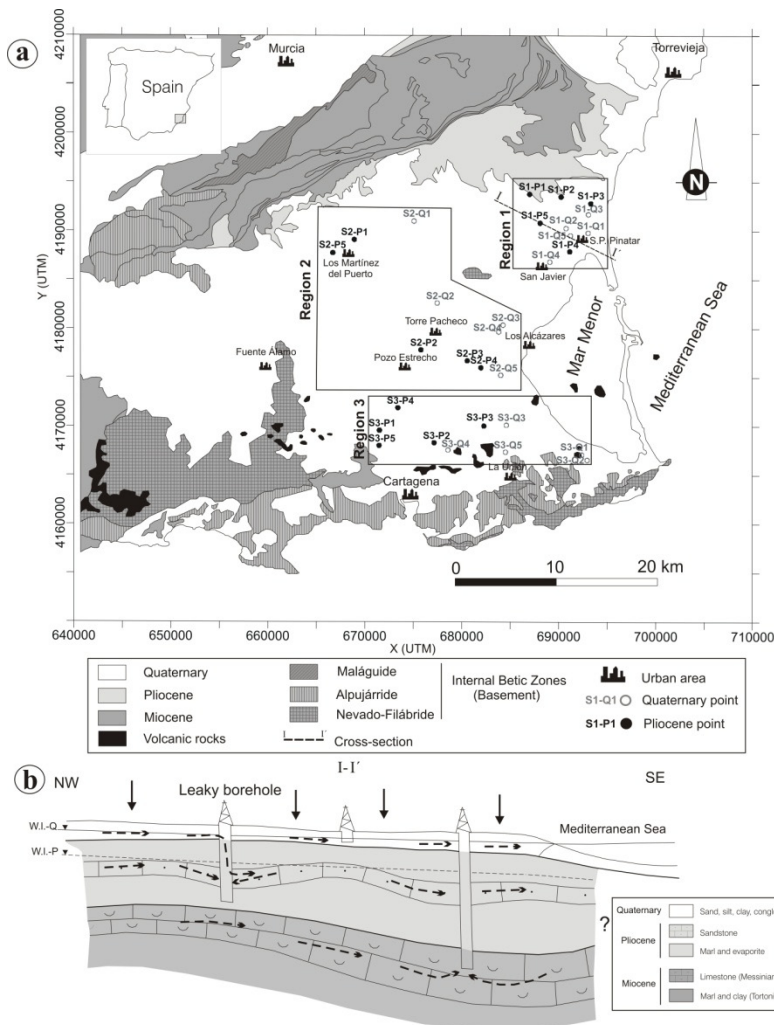 a
4210000
4200000
4190000
4180000
4170000
4160000
4150000
Y (UTM)
Spain
Murcia
Torrevieja
N
S1-P1
S1-P2
S1-P3
S1-Q3
S1-P5
S1-Q2
S1-Q1
S1-Q5
S1-P4
S.P. Pinatar
S1-Q4
San Javier
Region 1
I
I'
S2-Q1
S2-P1
S2-P5
Los Martínez
del Puerto
Region 2
S2-Q2
Torre Pacheco
S2-Q3
S2-Q4
Los Alcázares
S2-P2
S2-P3
S2-P4
Pozo Estrecho
S2-Q5
Fuente Álamo
Mar Menor
Mediterranean Sea
S3-P4
Region 3
S3-P1
S3-P5
S3-P2
S3-P3
S3-Q3
S3-Q4
S3-Q5
S3-Q1
S3-Q2
La Unión
Cartagena
0 10 20 km
640000 650000 660000 670000 680000 690000 700000 710000
X (UTM)
Quaternary
Pliocene
Miocene
Volcanic rocks
Maláguide
Alpujárride
Nevado-Filábride
Internal Betic Zones
(Basement)
I I'
Cross-section
Urban area
S1-Q1 Quaternary point
S1-P1 Pliocene point
b
NW
I-I´
SE
Leaky borehole
W.l.-Q
W.l.-P
Mediterranean Sea
?
Quaternary Sand, silt, clay, congl
Pliocene
Sandstone
Marl and evaporite
Miocene
Limestone (Messinian
Marl and clay (Tortoni